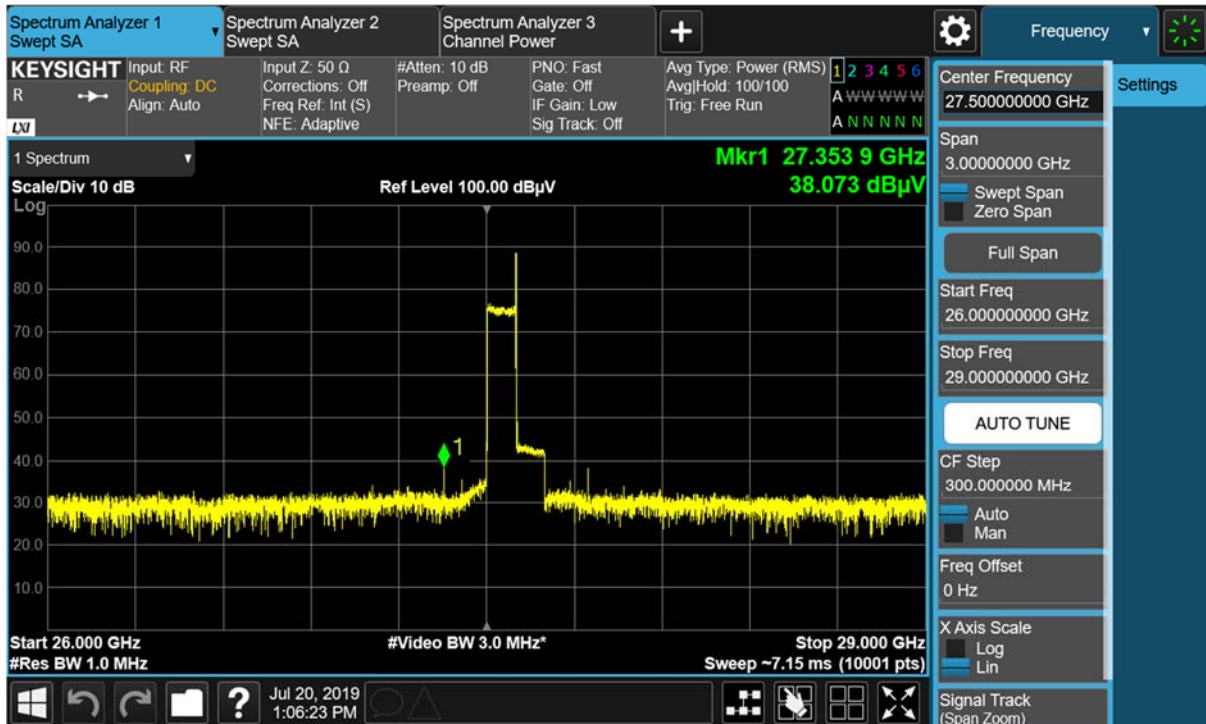 Spectrum Analyzer 1
Swept SA
Spectrum Analyzer 2
Swept SA
Spectrum Analyzer 3
Channel Power
Frequency
KEYSIGHT
R
LXI
Input: RF
Coupling: DC
Align: Auto
Input Z: 50 Ω
Corrections: Off
Freq Ref: Int (S)
NFE: Adaptive
#Atten: 10 dB
Preamp: Off
PNO: Fast
Gate: Off
IF Gain: Low
Sig Track: Off
Avg Type: Power (RMS)
Avg|Hold: 100/100
Trig: Free Run
1 2 3 4 5 6
A W W W W W
A N N N N N
1 Spectrum
Mkr1 27.353 9 GHz
38.073 dBµV
Scale/Div 10 dB
Ref Level 100.00 dBµV
Log
90.0
80.0
70.0
60.0
50.0
40.0
30.0
20.0
10.0
1
Start 26.000 GHz
#Video BW 3.0 MHz*
Stop 29.000 GHz
#Res BW 1.0 MHz
Sweep ~7.15 ms (10001 pts)
?
Jul 20, 2019
1:06:23 PM
Center Frequency
27.500000000 GHz
Settings
Span
3.00000000 GHz
Swept Span
Zero Span
Full Span
Start Freq
26.000000000 GHz
Stop Freq
29.000000000 GHz
AUTO TUNE
CF Step
300.000000 MHz
Auto
Man
Freq Offset
0 Hz
X Axis Scale
Log
Lin
Signal Track
(Span Zoom)